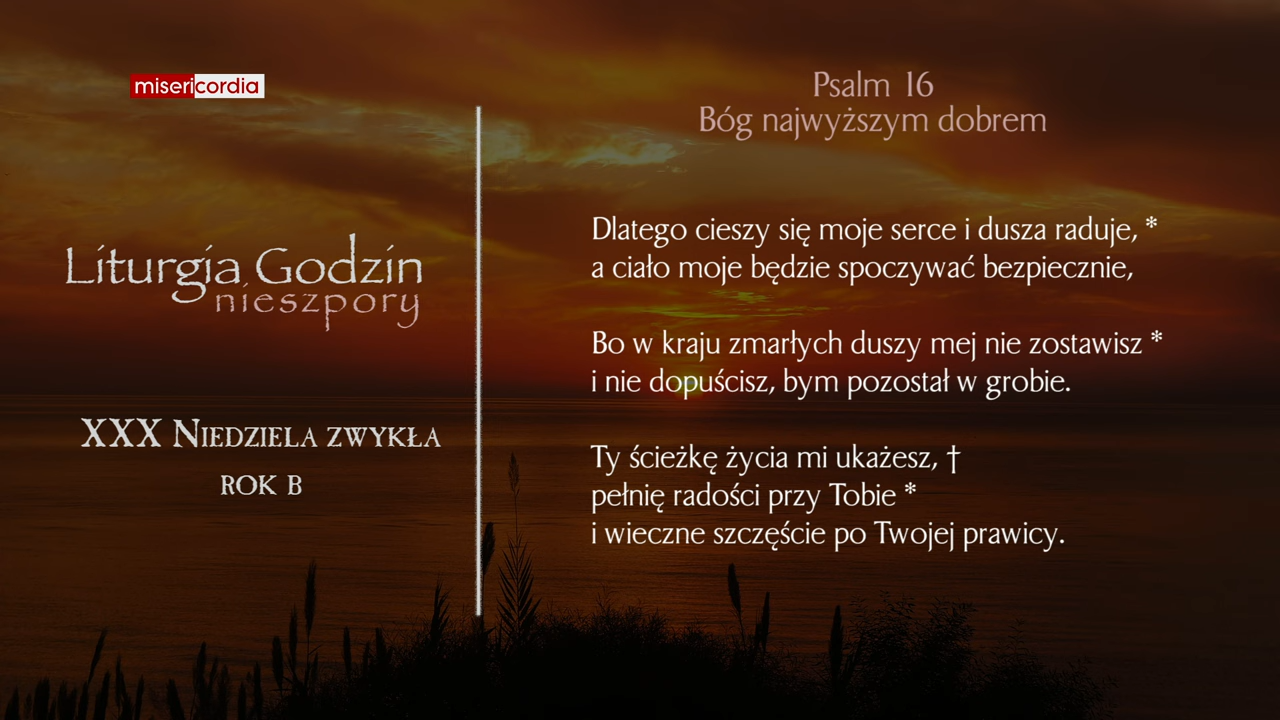 misericordia
Liturgia Godzin
nieszpory
XXX Niedziela zwykła
rok B
Psalm 16
Bóg najwyższym dobrem
Dlatego cieszy się moje serce i dusza raduje, *
a ciało moje będzie spoczywać bezpiecznie,
Bo w kraju zmarłych duszy mej nie zostawisz *
i nie dopuścisz, bym pozostał w grobie.
Ty ścieżkę życia mi ukażesz, †
pełnię radości przy Tobie *
i wieczne szczęście po Twojej prawicy.